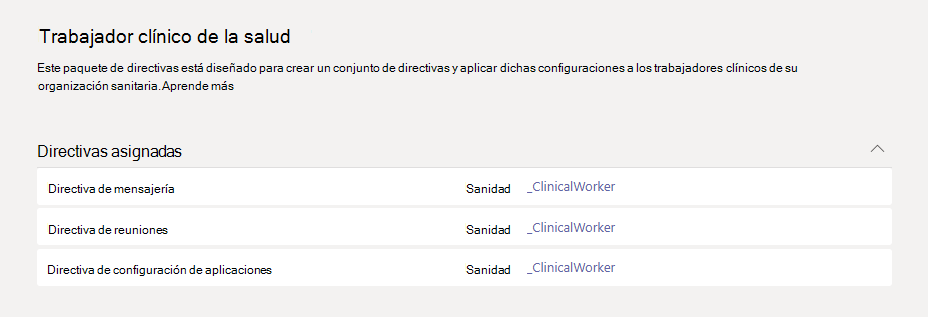 Trabajador clínico de la salud
Este paquete de directivas está diseñado para crear un conjunto de directivas y aplicar dichas configuraciones a los trabajadores clínicos de su
organización sanitaria. Aprende más
Directivas asignadas
Directiva de mensajería Sanidad _ClinicalWorker
Directiva de reuniones Sanidad _ClinicalWorker
Directiva de configuración de aplicaciones Sanidad _ClinicalWorker